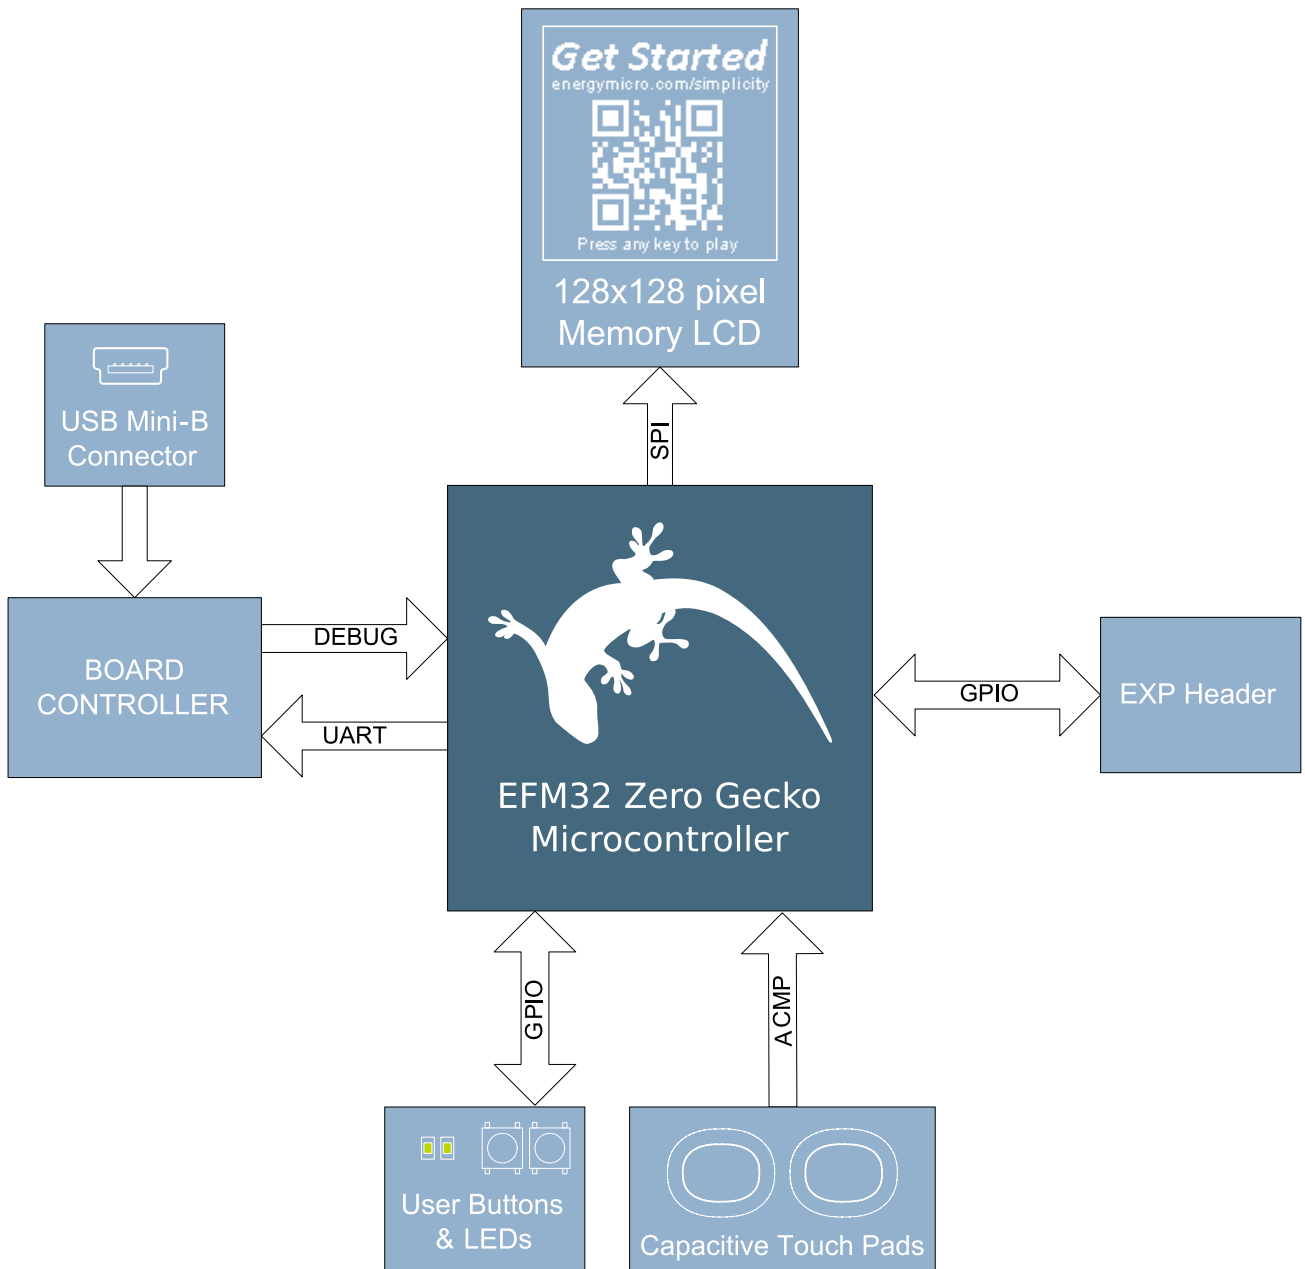 Get Started
energymicro.com/simplicity
Press any key to play
128x128 pixel
Memory LCD
USB Mini-B
Connector
SPI
BOARD
CONTROLLER
DEBUG
UART
EFM32 Zero Gecko
Microcontroller
GPIO
EXP Header
GPIO
ACMP
User Buttons
& LEDs
Capacitive Touch Pads